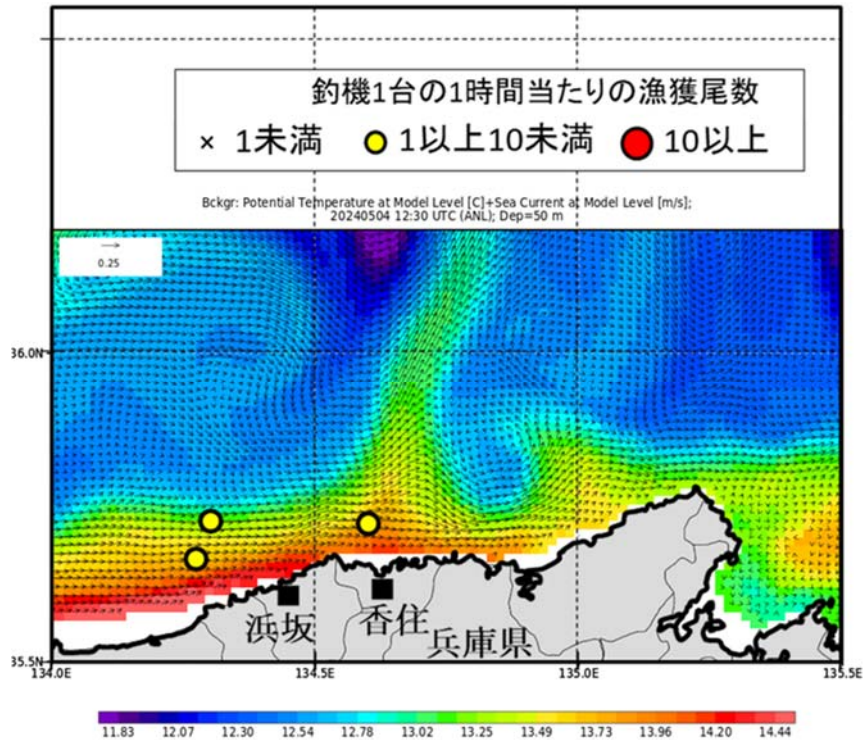 釣機1台の1時間当たりの漁獲尾数
× 1未満 1以上10未満 10以上
Bckgr: Potential Temperature at Model Level [C]+Sea Current at Model Level [m/s];
20240504 12:30 UTC (ANL); Dep=50 m
0.25
36.0N
浜坂 香住 兵庫県
35.5N
134.0E 134.5E 135.0E 135.5E
11.83 12.07 12.30 12.54 12.78 13.02 13.25 13.49 13.73 13.96 14.20 14.44